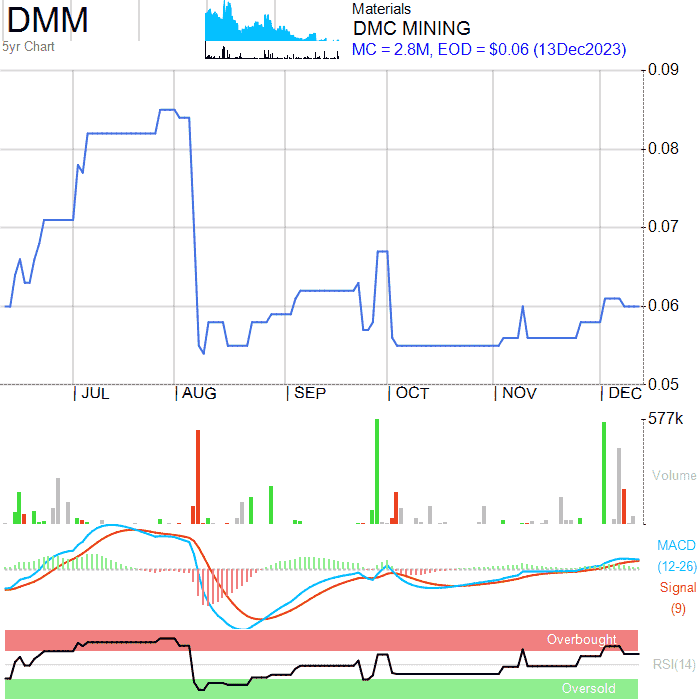 DMM
5yr Chart
Materials
DMC MINING
MC = 2.8M, EOD = $0.06 (13Dec2023)
0.09
0.08
0.07
0.06
0.05
JUL AUG SEP OCT NOV DEC
577k
Volume
MACD
(12-26)
Signal
(9)
Overbought
RSI(14)
Oversold